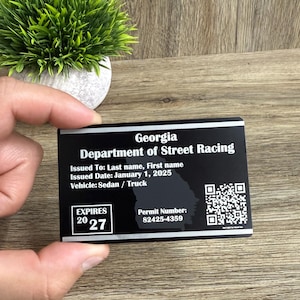 Georgia
Department of Street Racing
Issued To: Last name, First name
Issued Date: January 1, 2025
Vehicle: Sedan / Truck
EXPIRES
20
27
Permit Number:
82425-4359